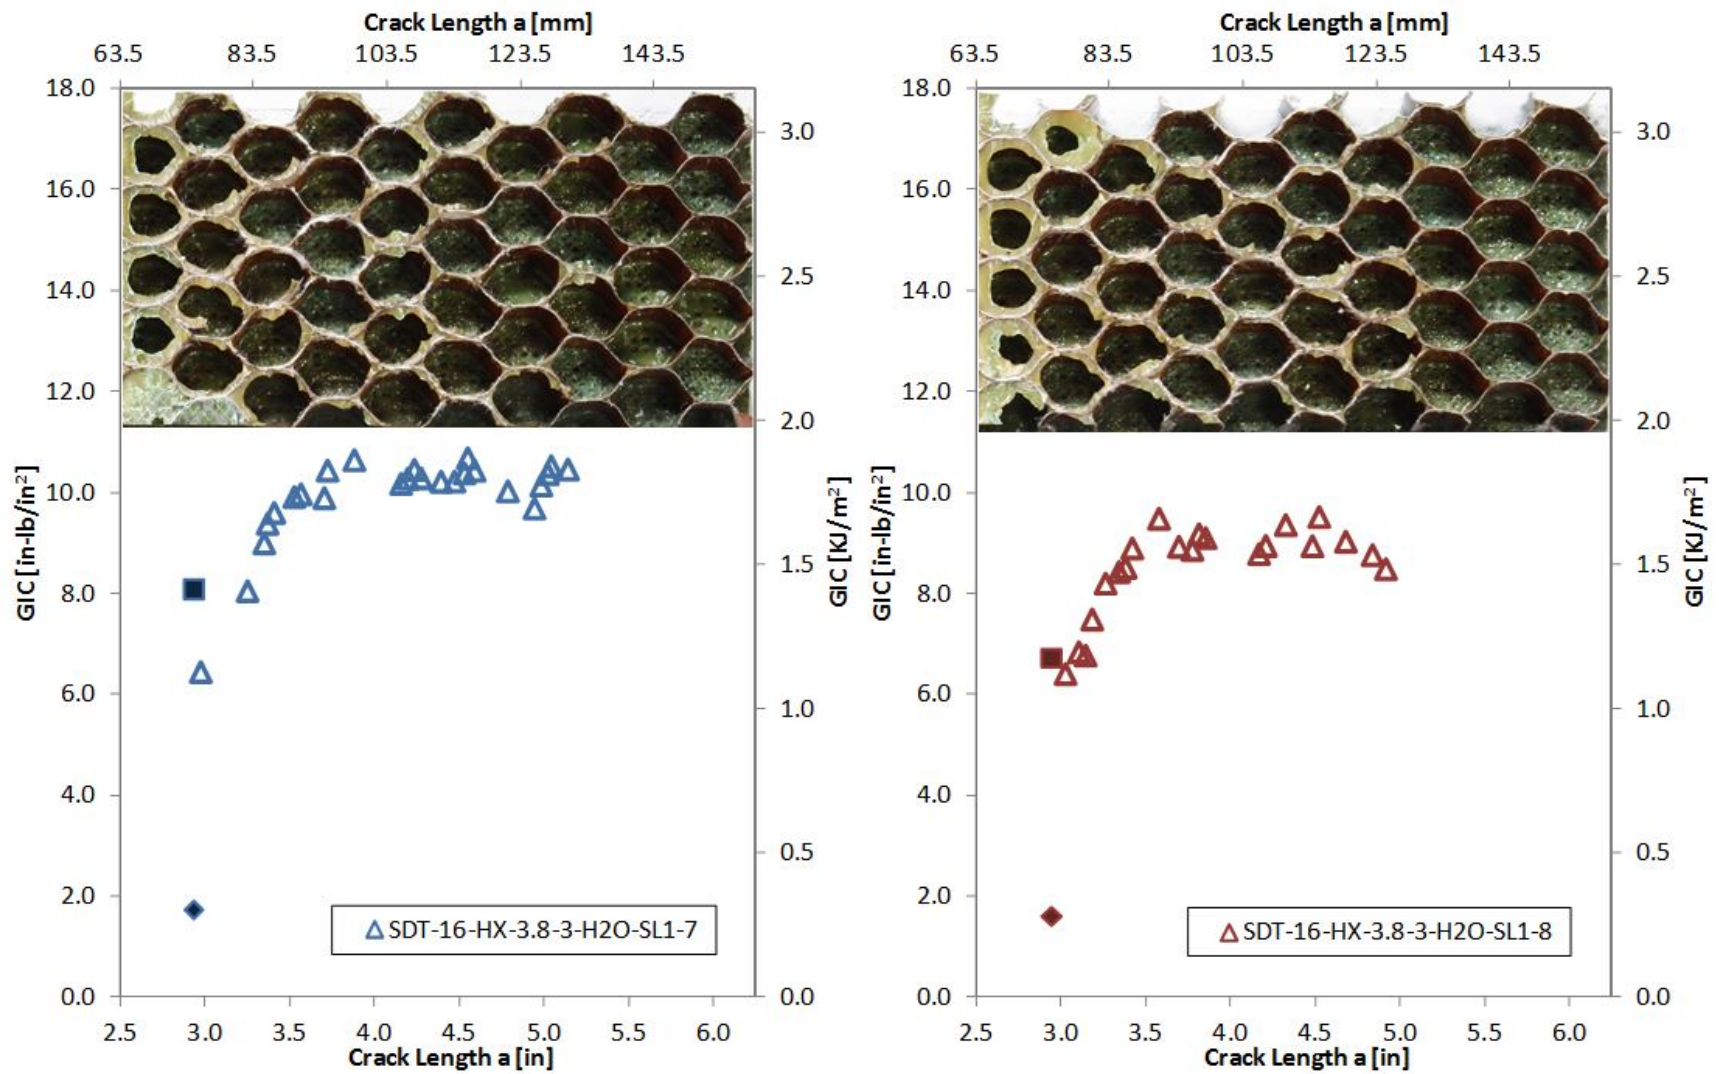 Crack Length a [mm]
63.5 83.5 103.5 123.5 143.5
18.0
16.0
14.0
12.0
10.0
8.0
6.0
4.0
2.0
0.0
GIC [in-lb/in²]
3.0
2.5
2.0
1.5
1.0
0.5
0.0
GIC [KJ/m²]
SDT-16-HX-3.8-3-H2O-SL1-7
2.5 3.0 3.5 4.0 4.5 5.0 5.5 6.0
Crack Length a [in]
Crack Length a [mm]
63.5 83.5 103.5 123.5 143.5
18.0
16.0
14.0
12.0
10.0
8.0
6.0
4.0
2.0
0.0
GIC [in-lb/in²]
3.0
2.5
2.0
1.5
1.0
0.5
0.0
GIC [KJ/m²]
SDT-16-HX-3.8-3-H2O-SL1-8
2.5 3.0 3.5 4.0 4.5 5.0 5.5 6.0
Crack Length a [in]